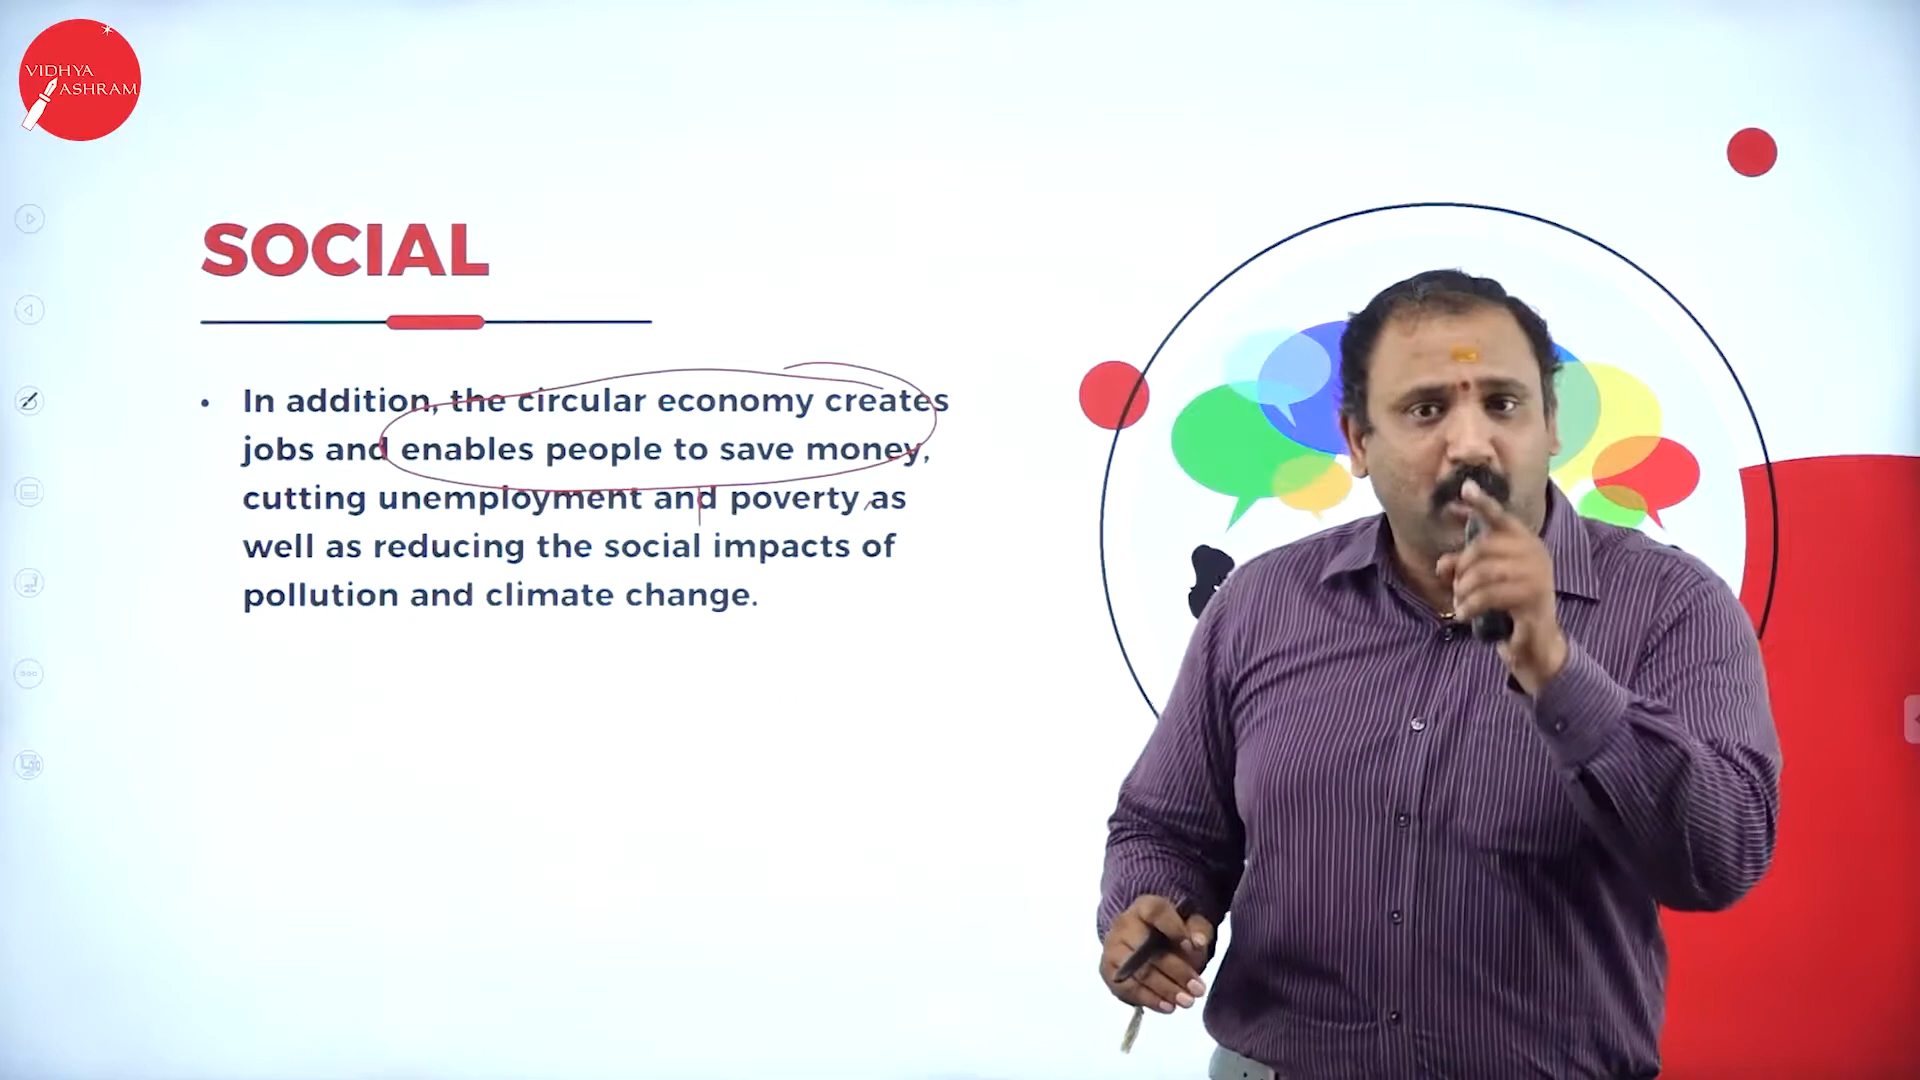 VIDHYA
ASHRAM
SOCIAL
• In addition, the circular economy creates
jobs and enables people to save money,
cutting unemployment and poverty as
well as reducing the social impacts of
pollution and climate change.